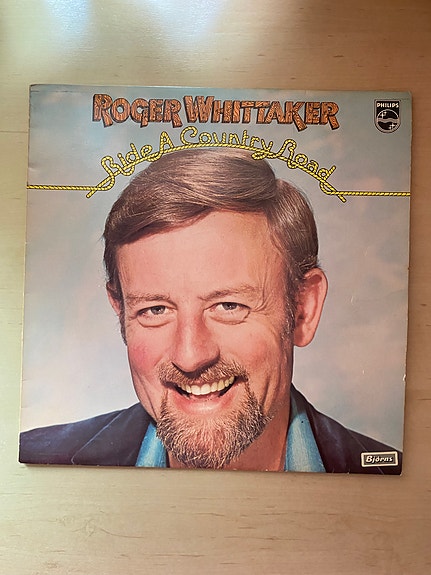 ROGER WHITTAKER
PHILIPS
Ride A Country Road
Björns